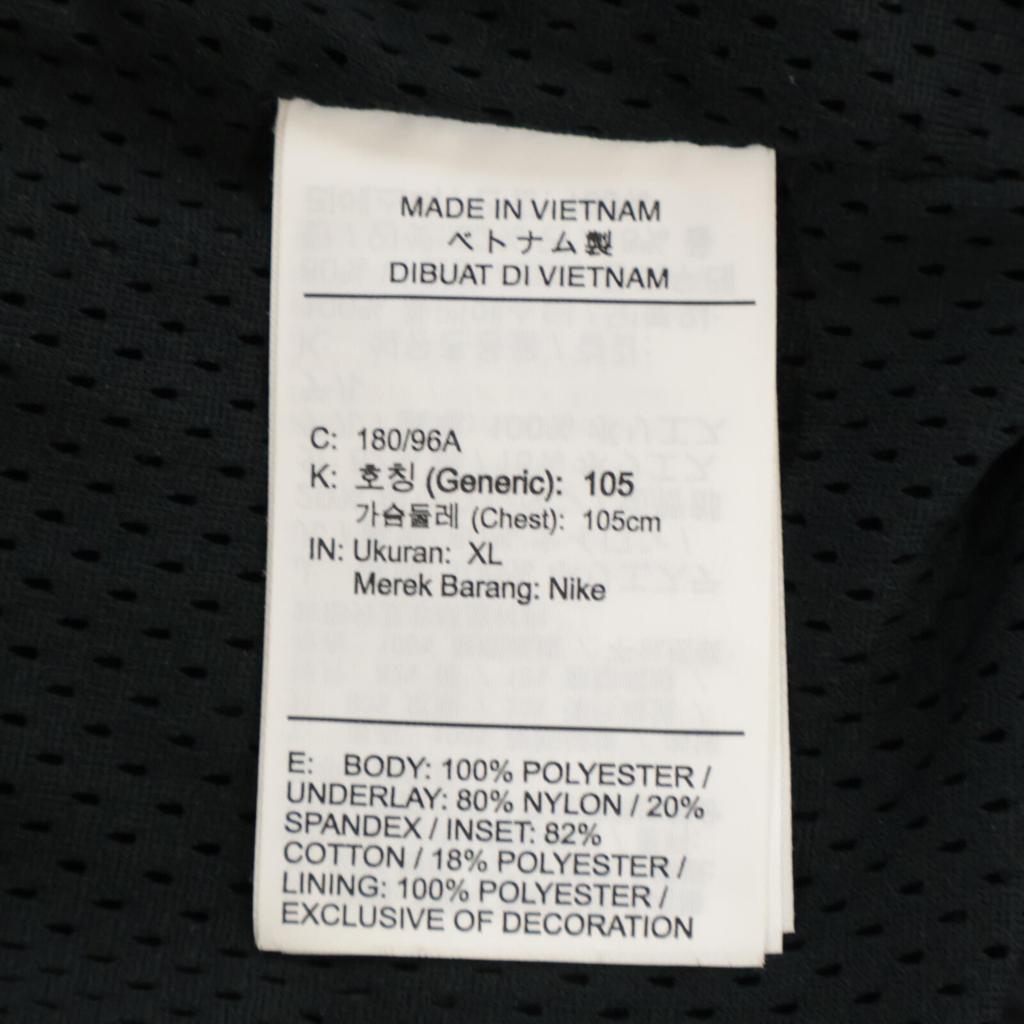 MADE IN VIETNAM
ベトナム製
DIBUAT DI VIETNAM
C: 180/96A
K: 호칭 (Generic): 105
가슴둘레 (Chest): 105cm
IN: Ukuran: XL
Merek Barang: Nike
E: BODY: 100% POLYESTER /
UNDERLAY: 80% NYLON / 20%
SPANDEX / INSET: 82%
COTTON / 18% POLYESTER /
LINING: 100% POLYESTER /
EXCLUSIVE OF DECORATION